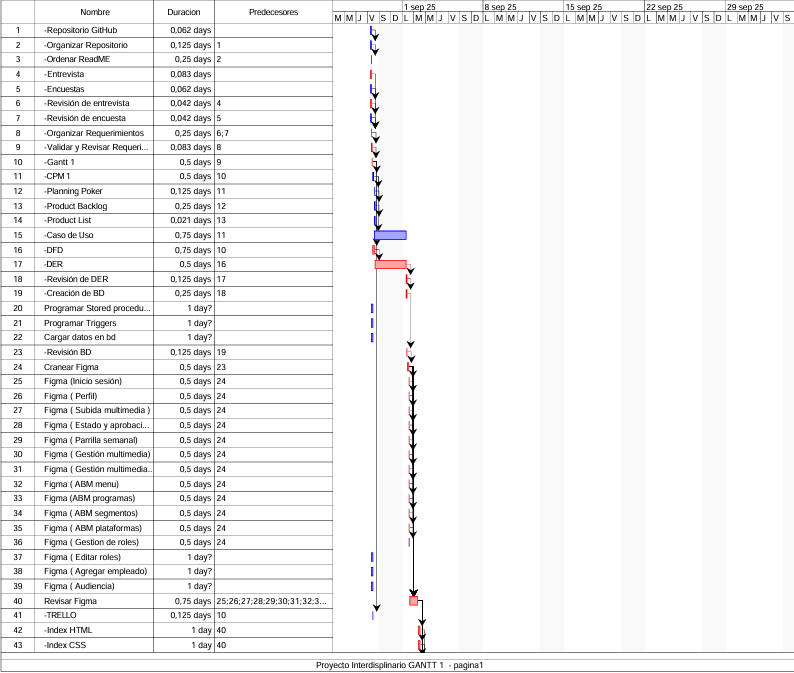 Nombre Duracion Predecesores
1 sep 25 8 sep 25 15 sep 25 22 sep 25 29 sep 25
M M J V S D L M M J V S D L M M J V S D L M M J V S D L M M J V S D L M M J V S
1 -Repositorio GitHub 0,062 days
2 -Organizar Repositorio 0,125 days 1
3 -Ordenar ReadME 0,25 days 2
4 -Entrevista 0,083 days
5 -Encuestas 0,062 days
6 -Revisión de entrevista 0,042 days 4
7 -Revisión de encuesta 0,042 days 5
8 -Organizar Requerimientos 0,25 days 6;7
9 -Validar y Revisar Requeri... 0,083 days 8
10 -Gantt 1 0,5 days 9
11 -CPM 1 0,5 days 10
12 -Planning Poker 0,125 days 11
13 -Product Backlog 0,25 days 12
14 -Product List 0,021 days 13
15 -Caso de Uso 0,75 days 11
16 -DFD 0,75 days 10
17 -DER 0,5 days 16
18 -Revisión de DER 0,125 days 17
19 -Creación de BD 0,25 days 18
20 Programar Stored procedu... 1 day?
21 Programar Triggers 1 day?
22 Cargar datos en bd 1 day?
23 -Revisión BD 0,125 days 19
24 Cranear Figma 0,5 days 23
25 Figma (Inicio sesión) 0,5 days 24
26 Figma ( Perfil) 0,5 days 24
27 Figma ( Subida multimedia ) 0,5 days 24
28 Figma ( Estado y aprobaci... 0,5 days 24
29 Figma ( Parrilla semanal) 0,5 days 24
30 Figma ( Gestión multimedia) 0,5 days 24
31 Figma ( Gestión multimedia.. 0,5 days 24
32 Figma ( ABM menu) 0,5 days 24
33 Figma (ABM programas) 0,5 days 24
34 Figma ( ABM segmentos) 0,5 days 24
35 Figma ( ABM plataformas) 0,5 days 24
36 Figma ( Gestion de roles) 0,5 days 24
37 Figma ( Editar roles) 1 day?
38 Figma ( Agregar empleado) 1 day?
39 Figma ( Audiencia) 1 day?
40 Revisar Figma 0,75 days 25;26;27;28;29;30;31;32;3...
41 -TRELLO 0,125 days 10
42 -Index HTML 1 day 40
43 -Index CSS 1 day 40
Proyecto Interdisplinario GANTT 1 - pagina1